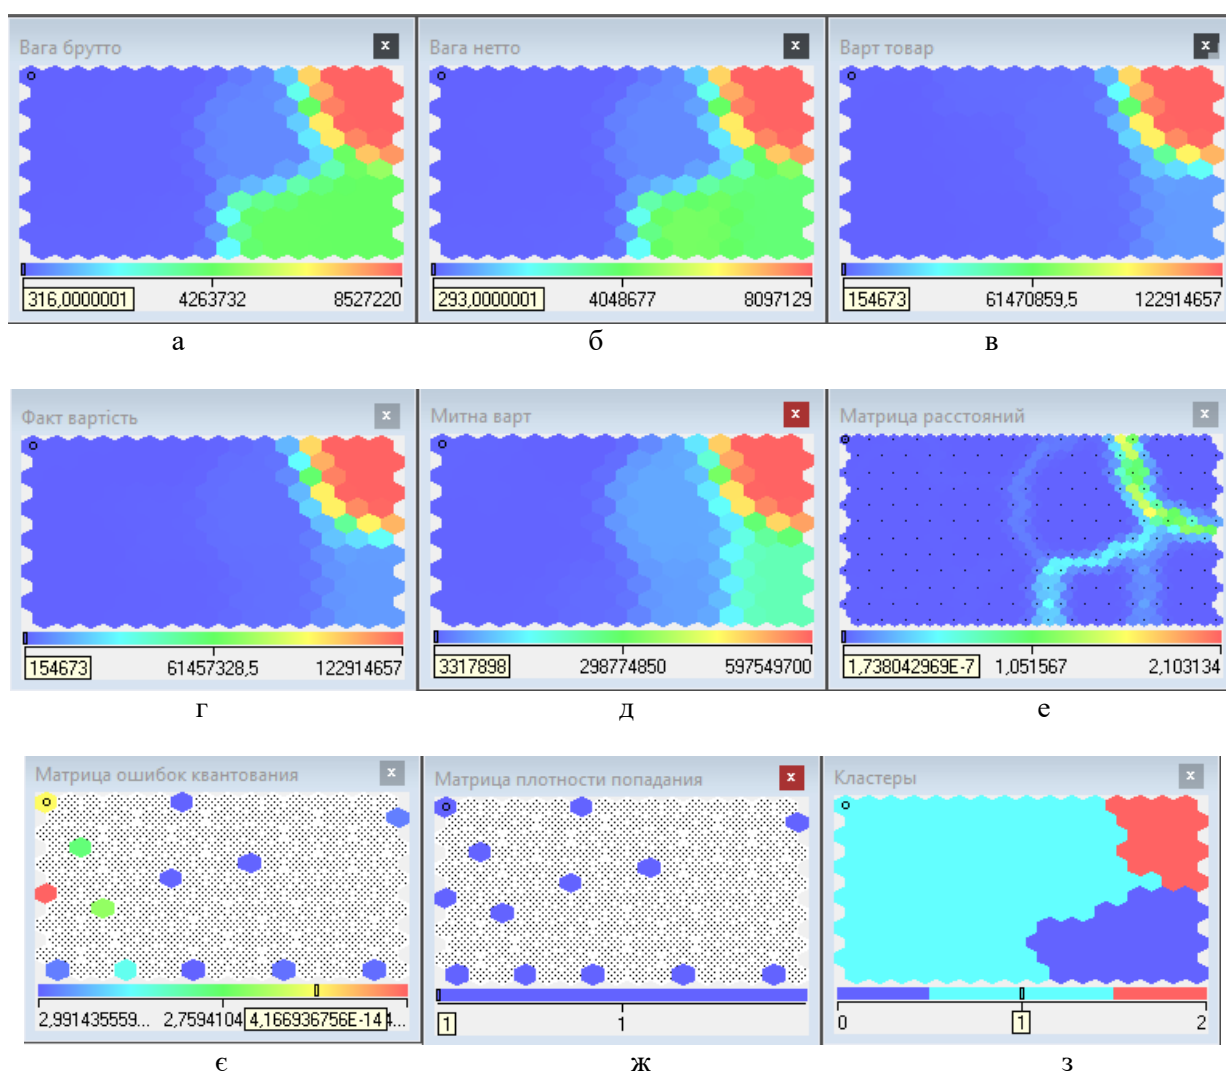 Вага брутто x Вага нетто x Варт товар x
316,0000001 4263732 8527220 293,0000001 4048677 8097129 154673 61470859,5 122914657
а б в
Факт вартість x Митна варт x Матрица расстояний x
154673 61457328,5 122914657 3317898 298774850 597549700 1,738042969E-7 1,051567 2,103134
г д е
Матрица ошибок квантования x Матрица плотности попадания x Кластеры x
2,991435559... 2,7594104 4,166936756E-14 4... 1 1 0 1 2
є ж з